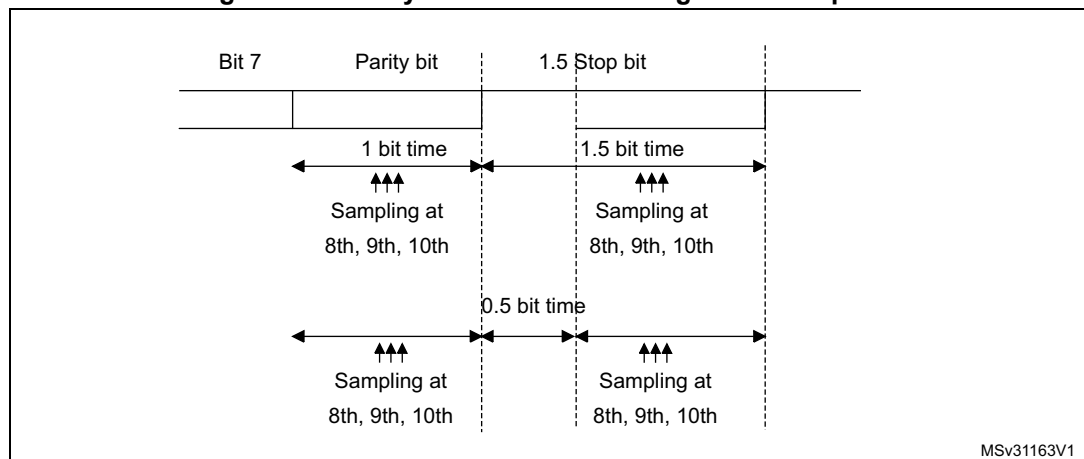 Bit 7 Parity bit 1.5 Stop bit
1 bit time 1.5 bit time
Sampling at Sampling at
8th, 9th, 10th 8th, 9th, 10th
0.5 bit time
Sampling at Sampling at
8th, 9th, 10th 8th, 9th, 10th
MSv31163V1